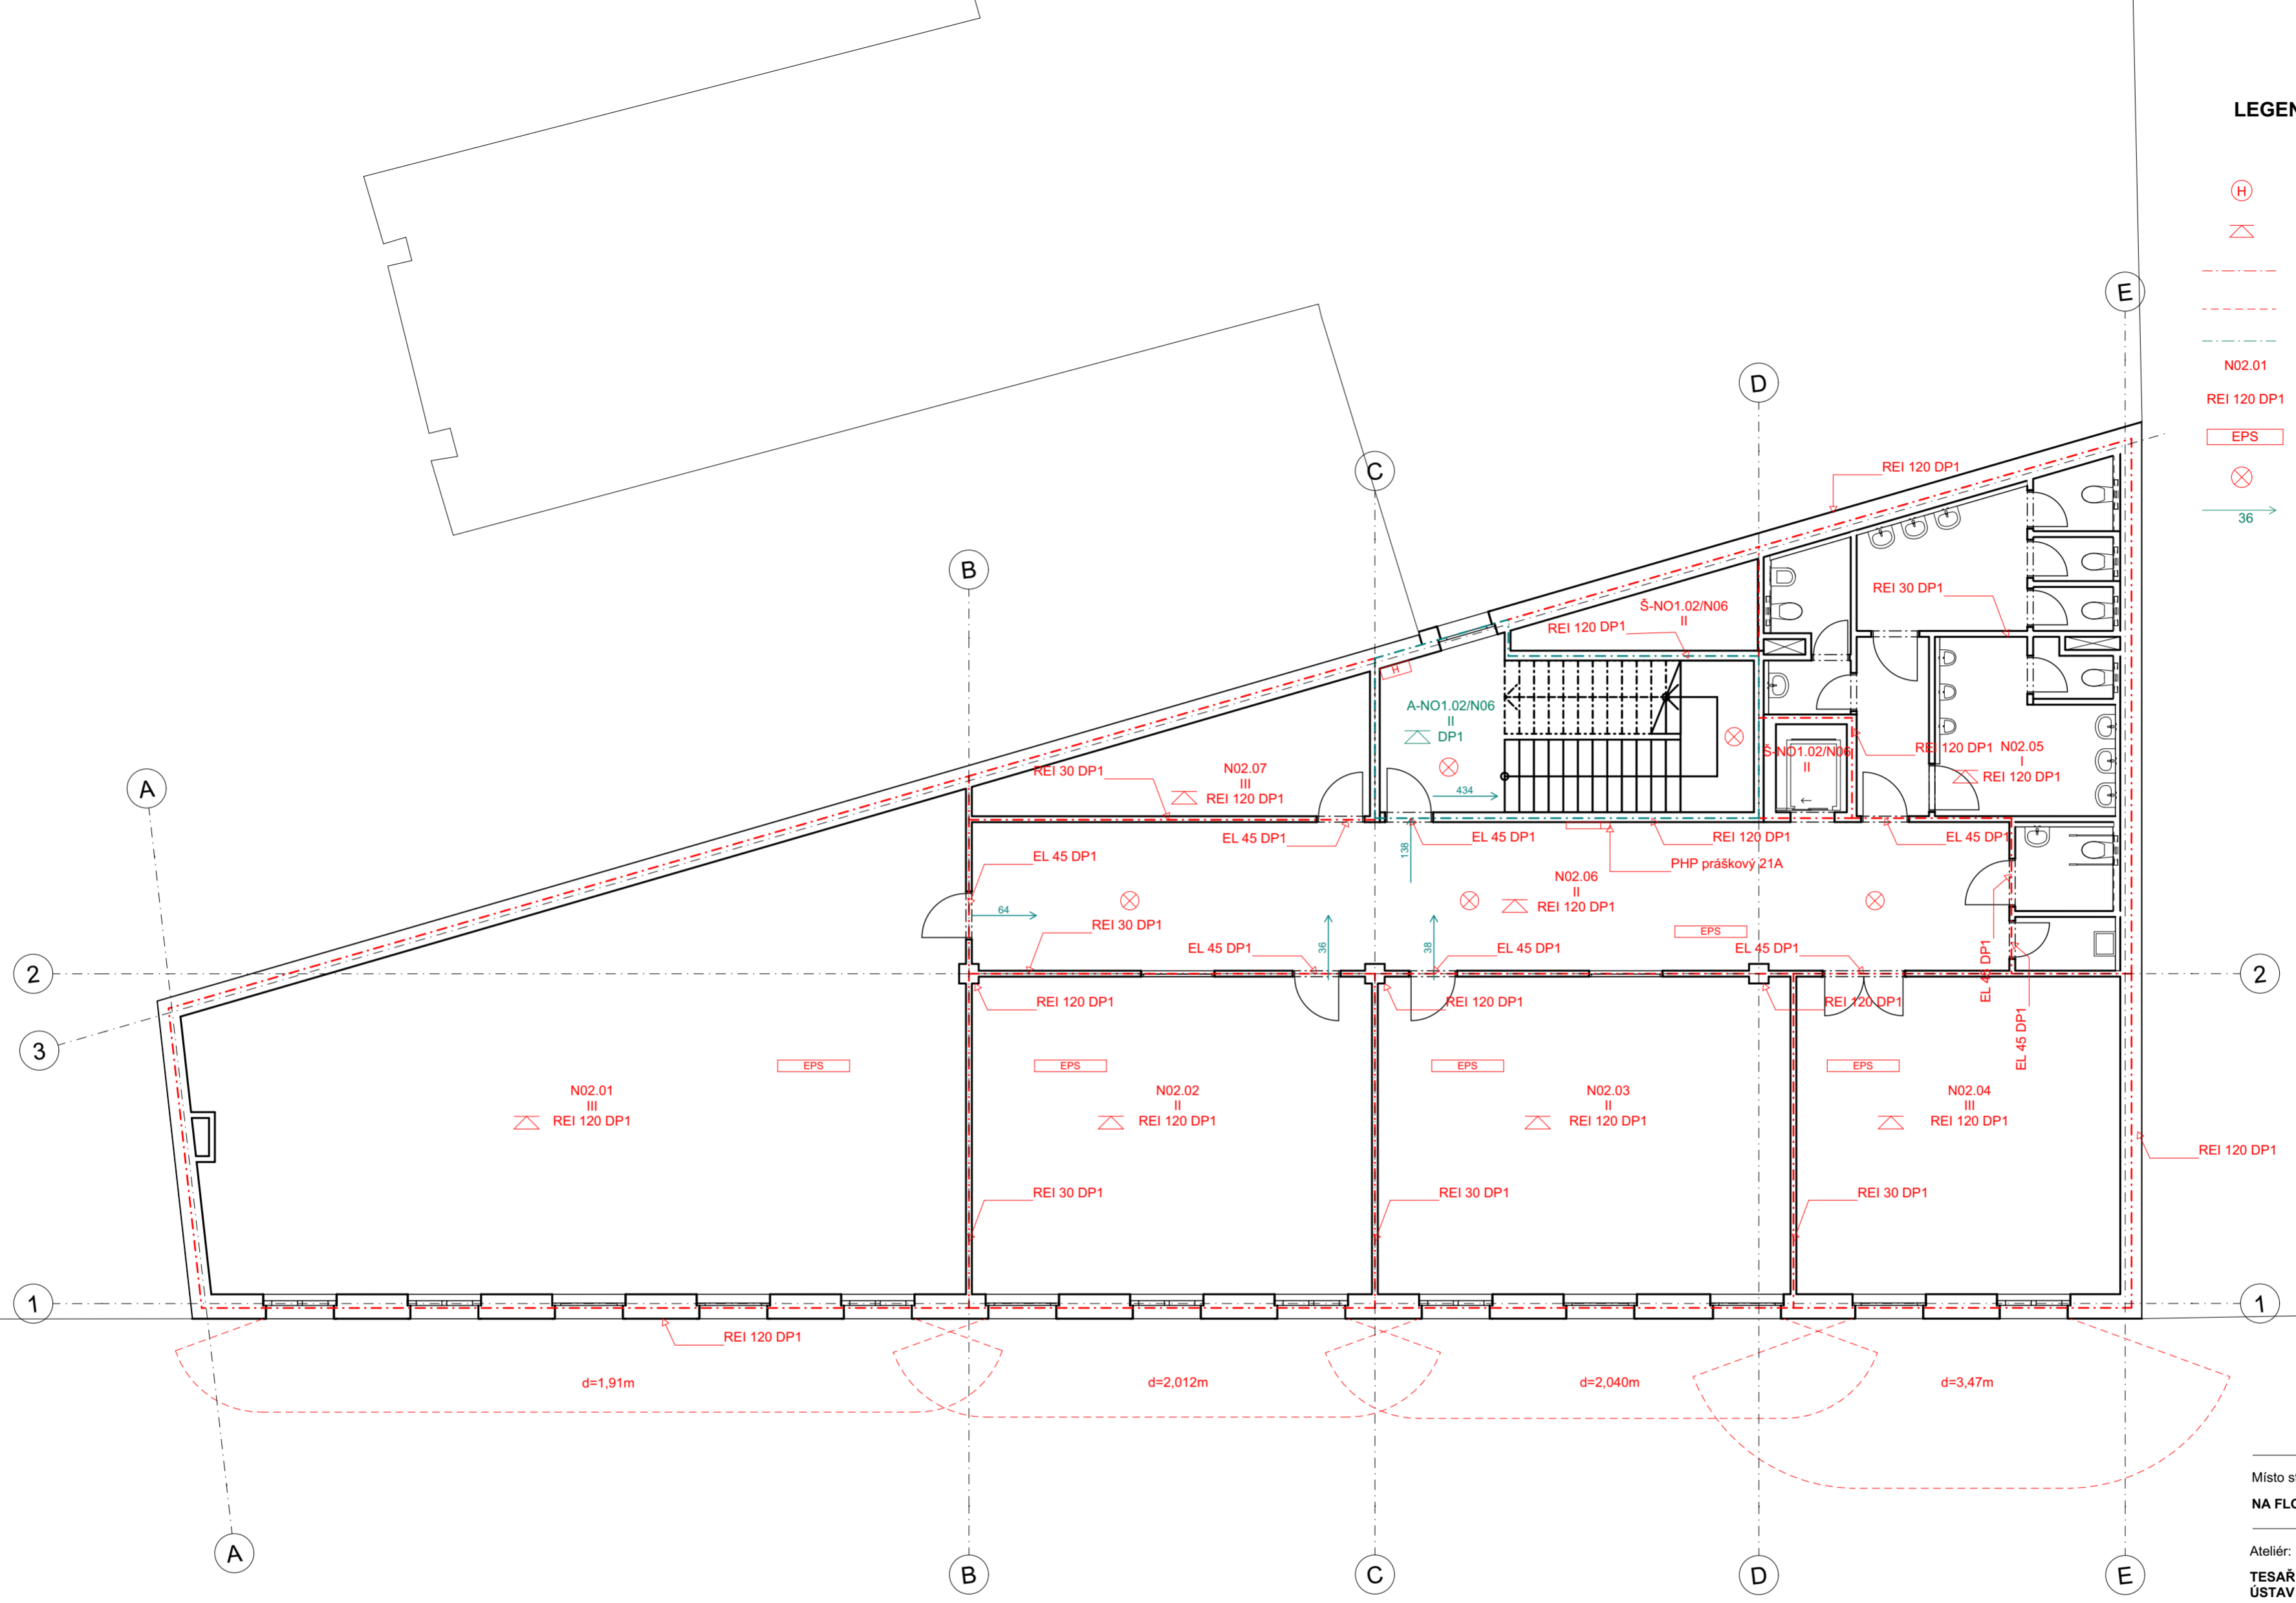 LEGEN
H
N02.01
REI 120 DP1
EPS
36
E
D
C
B
A
REI 120 DP1
REI 30 DP1
Š-NO1.02/N06
II
REI 120 DP1
H
A-NO1.02/N06
II
DP1
N02.07
III
REI 120 DP1
REI 30 DP1
434
Š-NO1.02/N06
II
REI 120 DP1
N02.05
I
REI 120 DP1
EL 45 DP1
138
EL 45 DP1
REI 120 DP1
EL 45 DP1
PHP práškový 21A
EL 45 DP1
N02.06
II
REI 120 DP1
64
REI 30 DP1
EPS
EL 45 DP1
36
38
EL 45 DP1
EL 45 DP1
EL 45 DP1
EL 45 DP1
2
2
3
REI 120 DP1
REI 120 DP1
REI 120 DP1
EPS
EPS
EPS
EPS
N02.01
III
REI 120 DP1
N02.02
II
REI 120 DP1
N02.03
II
REI 120 DP1
N02.04
III
REI 120 DP1
REI 120 DP1
REI 30 DP1
REI 30 DP1
REI 30 DP1
1
1
REI 120 DP1
d=1,91m
d=2,012m
d=2,040m
d=3,47m
A
B
C
D
E
Místo s
NA FLO
Ateliér:
TESAŘ
ÚSTAV